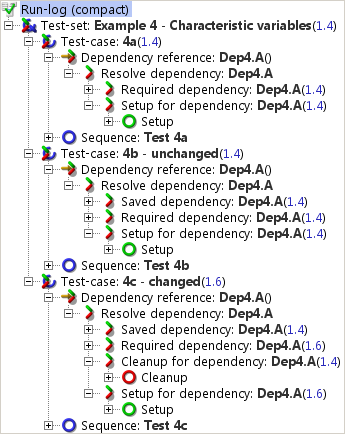 Run-log (compact)
Test-set: Example 4 - Characteristic variables(1.4)
Test-case: 4a(1.4)
Dependency reference: Dep4.A()
Resolve dependency: Dep4.A
Required dependency: Dep4.A(1.4)
Setup for dependency: Dep4.A(1.4)
Setup
Sequence: Test 4a
Test-case: 4b - unchanged(1.4)
Dependency reference: Dep4.A()
Resolve dependency: Dep4.A
Saved dependency: Dep4.A(1.4)
Required dependency: Dep4.A(1.4)
Setup for dependency: Dep4.A(1.4)
Setup
Sequence: Test 4b
Test-case: 4c - changed(1.6)
Dependency reference: Dep4.A()
Resolve dependency: Dep4.A
Saved dependency: Dep4.A(1.4)
Required dependency: Dep4.A(1.6)
Cleanup for dependency: Dep4.A(1.4)
Cleanup
Setup for dependency: Dep4.A(1.6)
Setup
Sequence: Test 4c